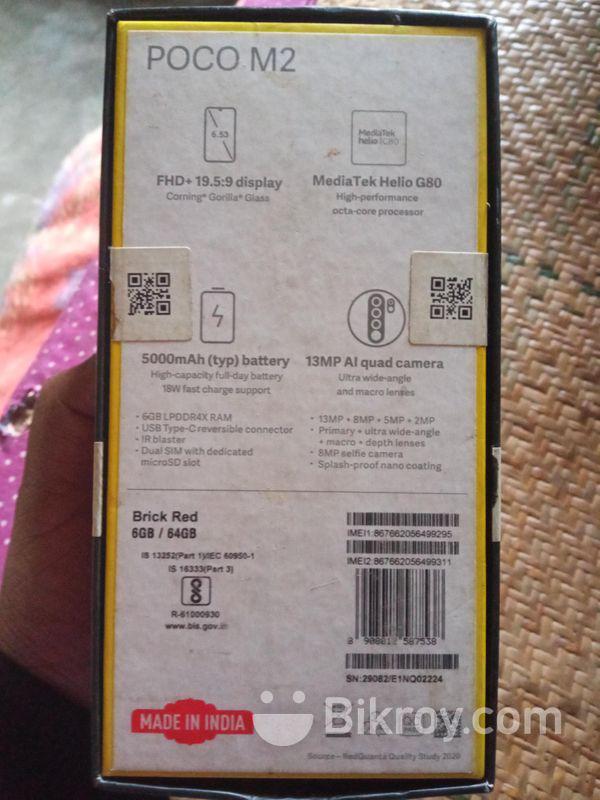 POCO M2
6.53
MediaTek
helio G80
FHD+ 19.5:9 display
Corning® Gorilla® Glass
MediaTek Helio G80
High-performance
octa-core processor
5000mAh (typ) battery
High-capacity full-day battery
18W fast charge support
13MP AI quad camera
Ultra wide-angle
and macro lenses
· 6GB LPDDR4X RAM
· USB Type-C reversible connector
· IR blaster
· Dual SIM with dedicated
microSD slot
· 13MP + 8MP + 5MP + 2MP
· Primary + ultra wide-angle
+ macro + depth lenses
· 8MP selfie camera
· Splash-proof nano coating
Brick Red
6GB / 64GB
IS 13252(Part 1)/IEC 60950-1
IS 16333(Part 3)
R-61000930
www.bis.gov.in
IMEI1:867662056499295
IMEI2:867662056499311
587538
SN:29082/E1NQ02224
MADE IN INDIA
Bikroy.com
Source - RedQuanta Quality Study 2020